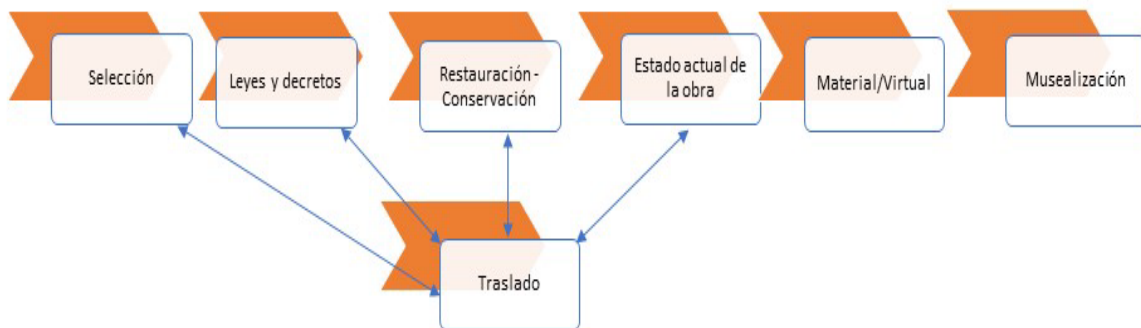 Selección
Leyes y decretos
Restauración -
Conservación
Estado actual de
la obra
Material/Virtual
Musealización
Traslado